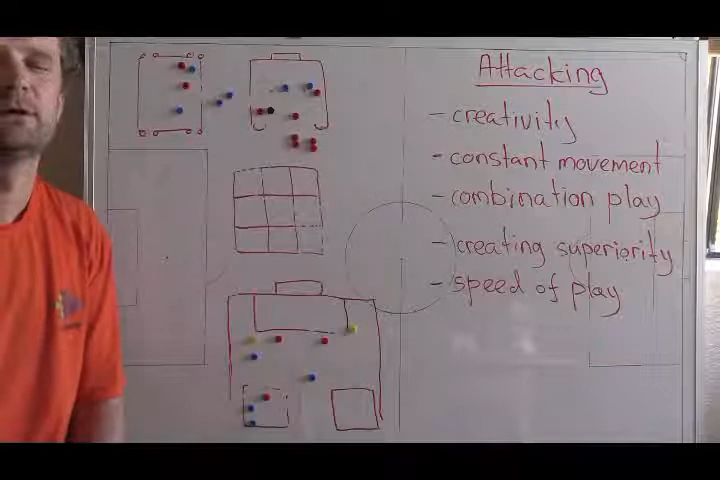 Attacking
- creativity
- constant movement
- combination play
- creating superiority
- speed of play